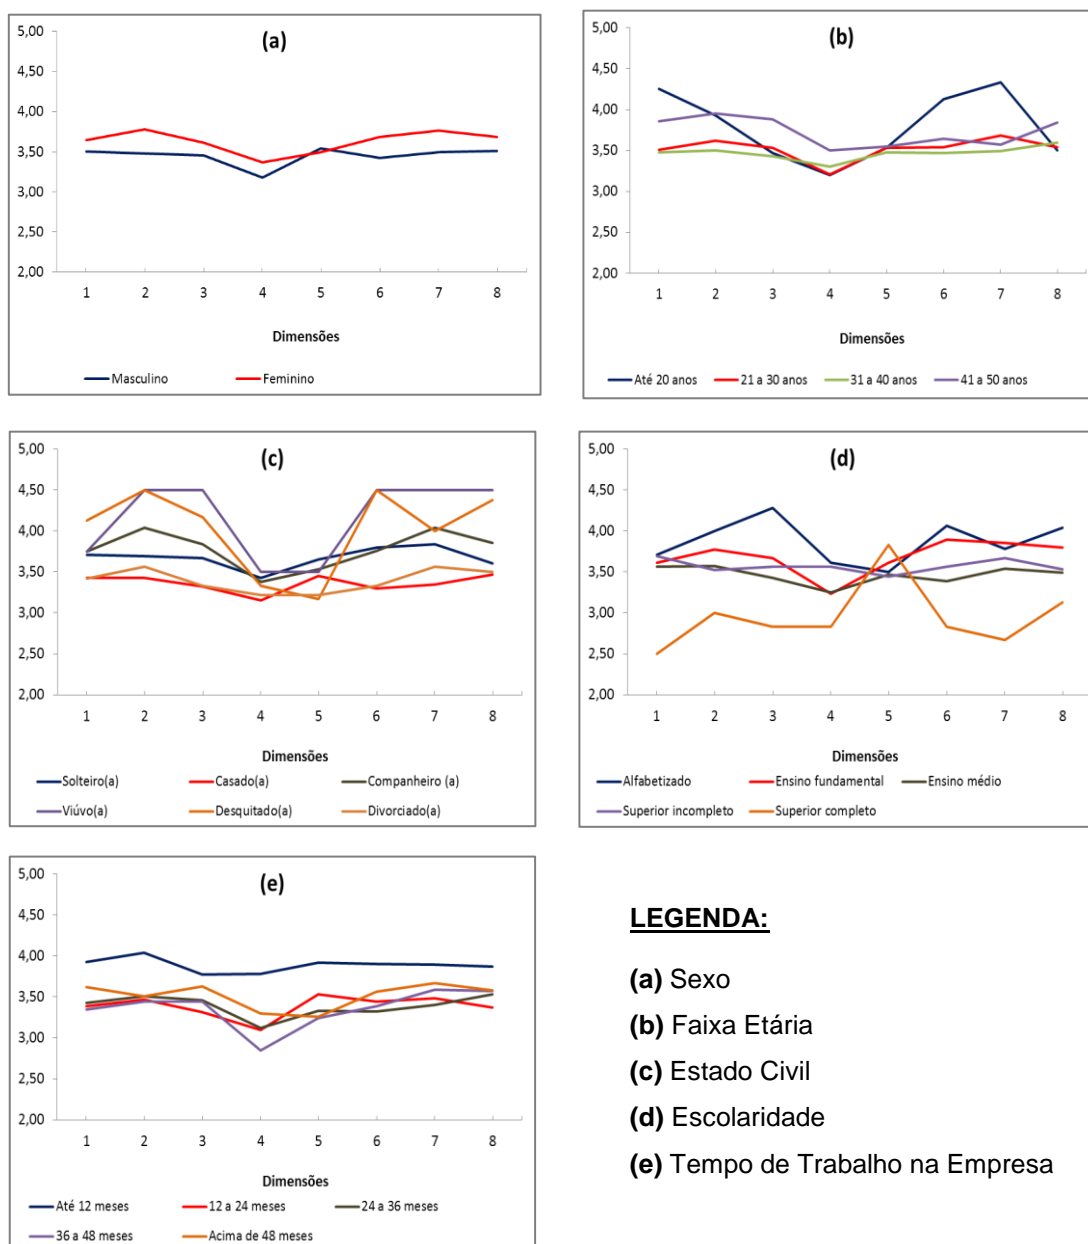 (a)
5,00
4,50
4,00
3,50
3,00
2,50
2,00
1 2 3 4 5 6 7 8
Dimensões
Masculino Feminino
(b)
5,00
4,50
4,00
3,50
3,00
2,50
2,00
1 2 3 4 5 6 7 8
Dimensões
Até 20 anos 21 a 30 anos 31 a 40 anos 41 a 50 anos
(c)
5,00
4,50
4,00
3,50
3,00
2,50
2,00
1 2 3 4 5 6 7 8
Dimensões
Solteiro(a) Casado(a) Companheiro (a)
Viúvo(a) Desquitado(a) Divorciado(a)
(d)
5,00
4,50
4,00
3,50
3,00
2,50
2,00
1 2 3 4 5 6 7 8
Dimensões
Alfabetizado Ensino fundamental Ensino médio
Superior incompleto Superior completo
(e)
5,00
4,50
4,00
3,50
3,00
2,50
2,00
1 2 3 4 5 6 7 8
Dimensões
Até 12 meses 12 a 24 meses 24 a 36 meses
36 a 48 meses Acima de 48 meses
LEGENDA:
(a) Sexo
(b) Faixa Etária
(c) Estado Civil
(d) Escolaridade
(e) Tempo de Trabalho na Empresa